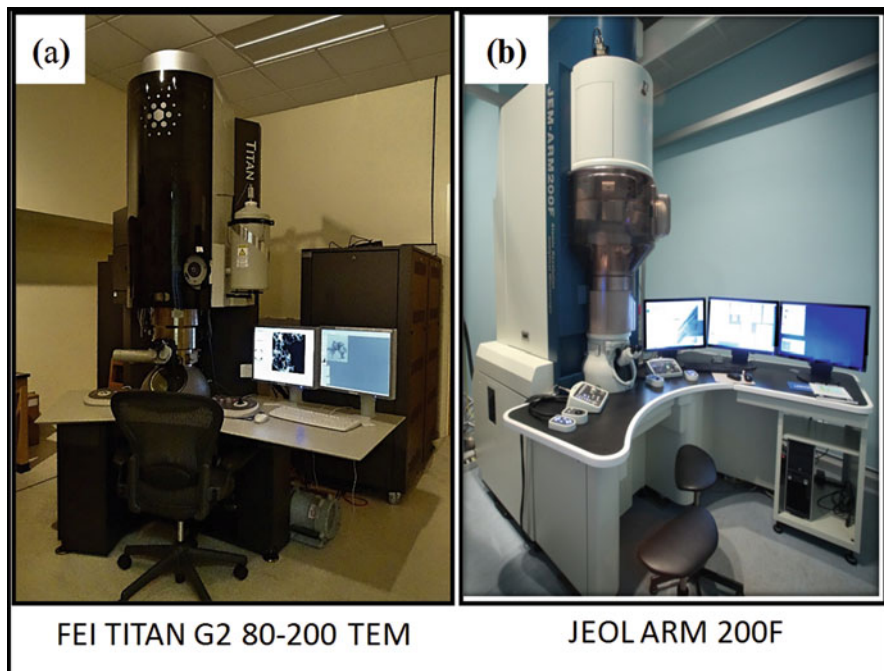 (a)
TITAN
(b)
JEM-ARM200F
FEI TITAN G2 80-200 TEM
JEOL ARM 200F